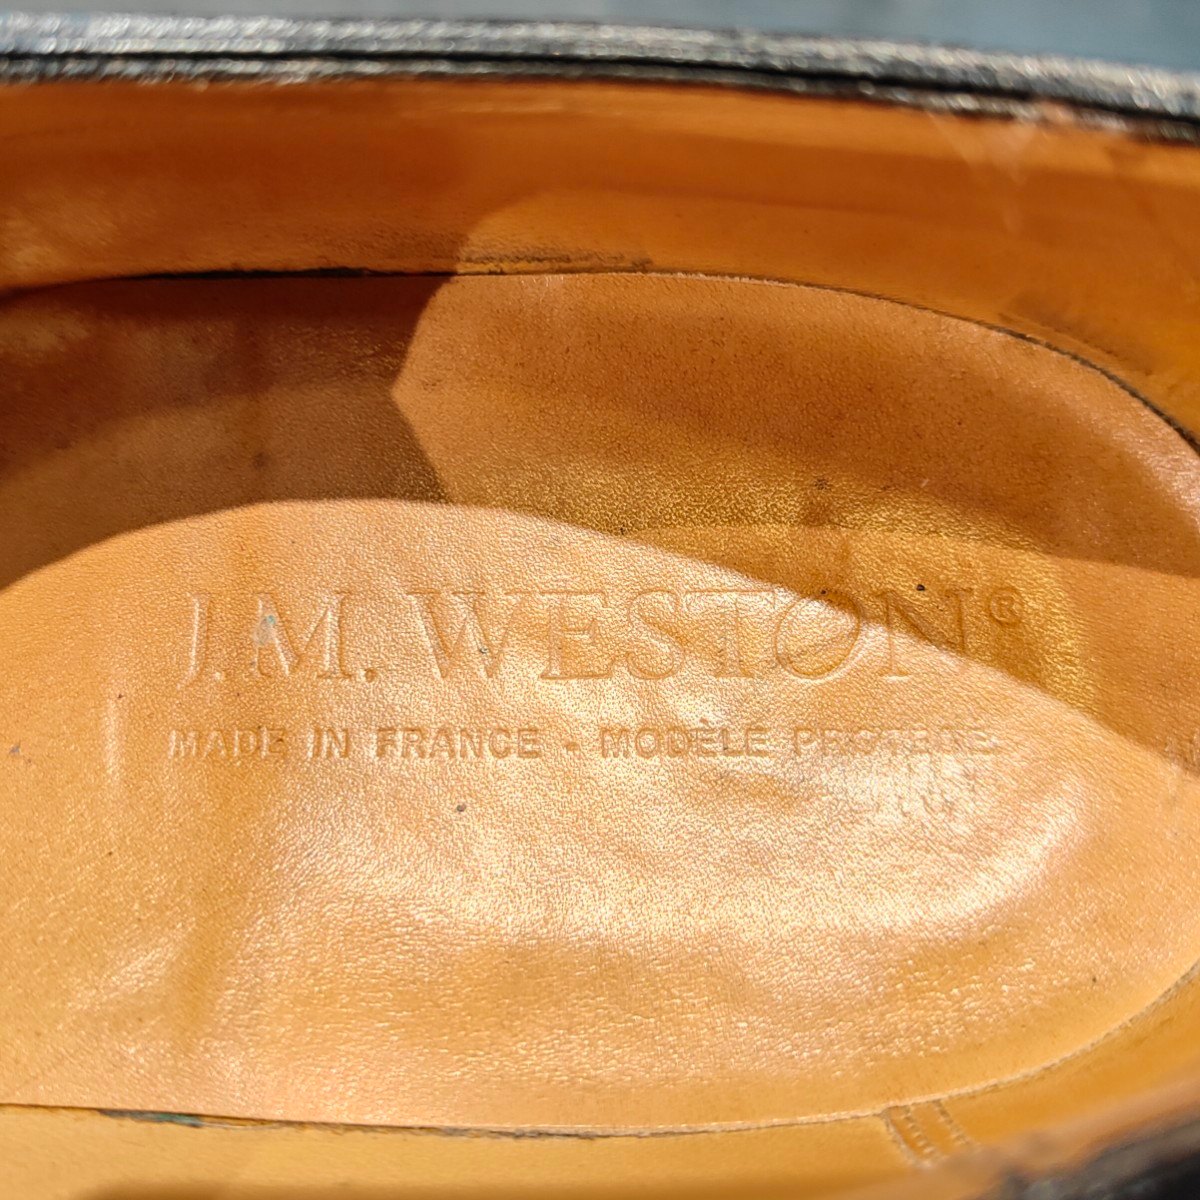 J.M. WESTON®
MADE IN FRANCE - MODÈLE PROTÉGÉ